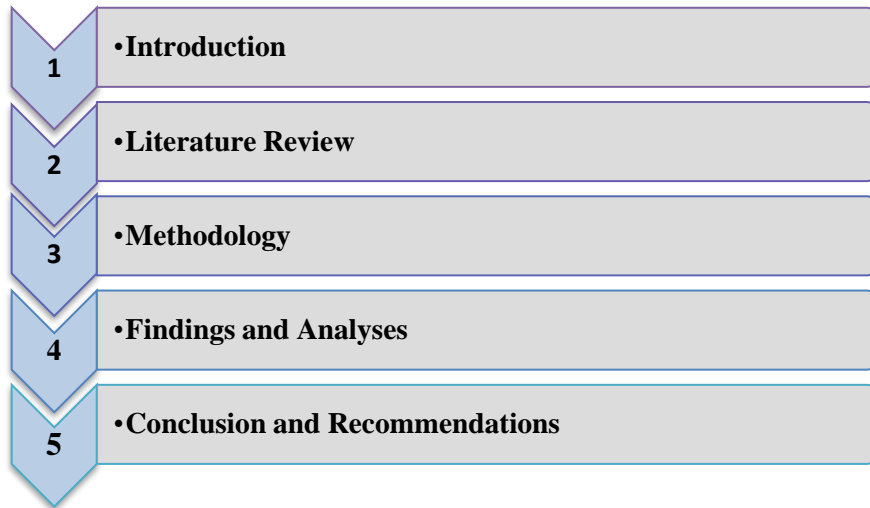 1 •Introduction
2 •Literature Review
3 •Methodology
4 •Findings and Analyses
5 •Conclusion and Recommendations